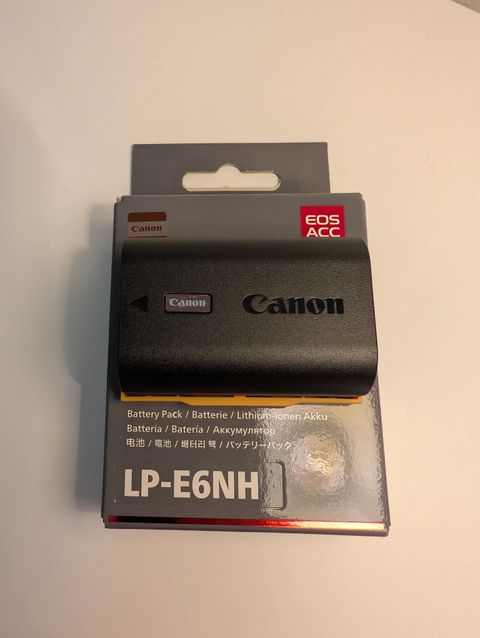 Canon
EOS
ACC
Canon
Canon
Battery Pack / Batterie / Lithium-ionen Akku
Batteria / Batería / Аккумулятор
电池 / 電池 / 배터리 팩 / バッテリーパック
LP-E6NH